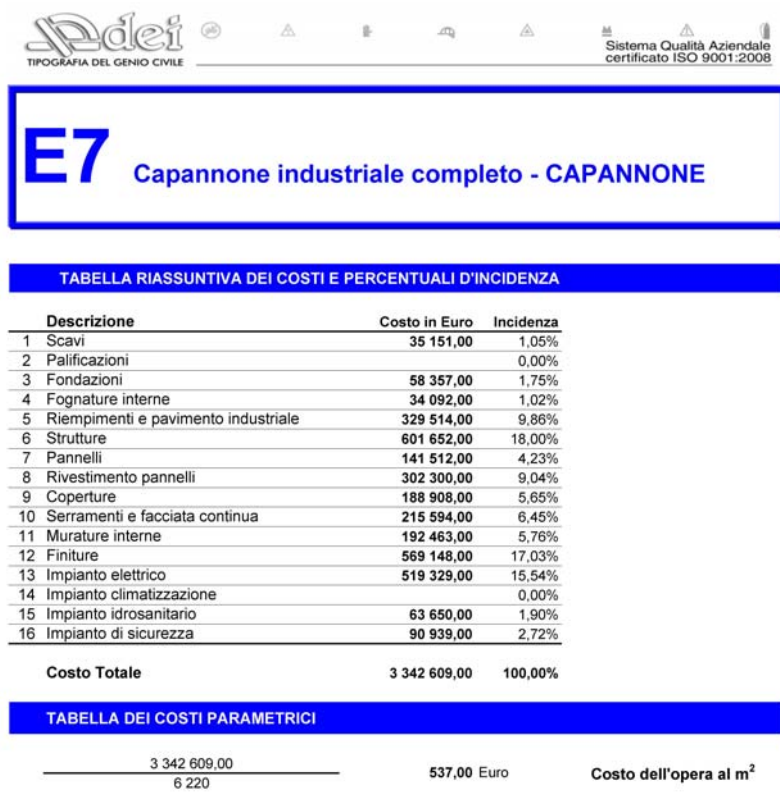 dei
TIPOGRAFIA DEL GENIO CIVILE
Sistema Qualità Aziendale
certificato ISO 9001:2008
E7 Capannone industriale completo - CAPANNONE
TABELLA RIASSUNTIVA DEI COSTI E PERCENTUALI D'INCIDENZA
Descrizione Costo in Euro Incidenza
1 Scavi 35 151,00 1,05%
2 Palificazioni 0,00%
3 Fondazioni 58 357,00 1,75%
4 Fognature interne 34 092,00 1,02%
5 Riempimenti e pavimento industriale 329 514,00 9,86%
6 Strutture 601 652,00 18,00%
7 Pannelli 141 512,00 4,23%
8 Rivestimento pannelli 302 300,00 9,04%
9 Coperture 188 908,00 5,65%
10 Serramenti e facciata continua 215 594,00 6,45%
11 Murature interne 192 463,00 5,76%
12 Finiture 569 148,00 17,03%
13 Impianto elettrico 519 329,00 15,54%
14 Impianto climatizzazione 0,00%
15 Impianto idrosanitario 63 650,00 1,90%
16 Impianto di sicurezza 90 939,00 2,72%
Costo Totale 3 342 609,00 100,00%
TABELLA DEI COSTI PARAMETRICI
3 342 609,00
6 220
537,00 Euro Costo dell'opera al m²